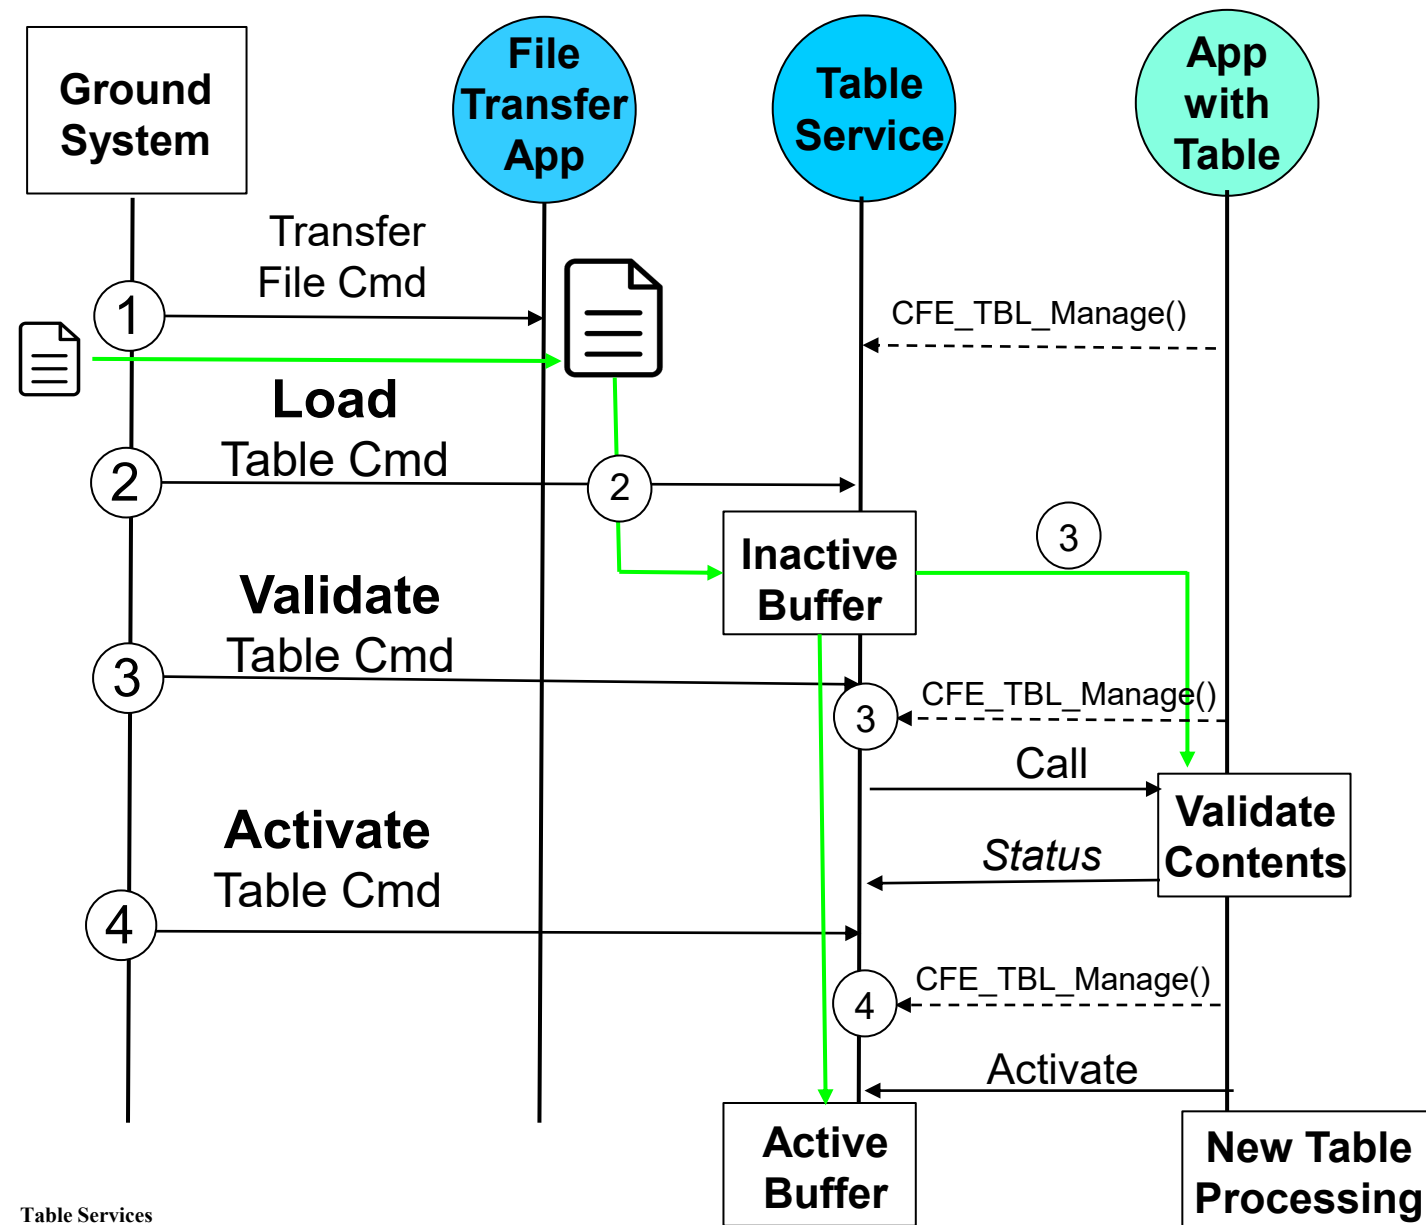 Ground
System
File
Transfer
App
Table
Service
App
with
Table
Transfer
File Cmd
1
CFE_TBL_Manage()
Load
Table Cmd
2
2
Inactive
Buffer
3
Validate
Table Cmd
3
CFE_TBL_Manage()
3
Call
Validate
Contents
Status
Activate
Table Cmd
4
CFE_TBL_Manage()
4
Activate
Active
Buffer
New Table
Processing
Table Services